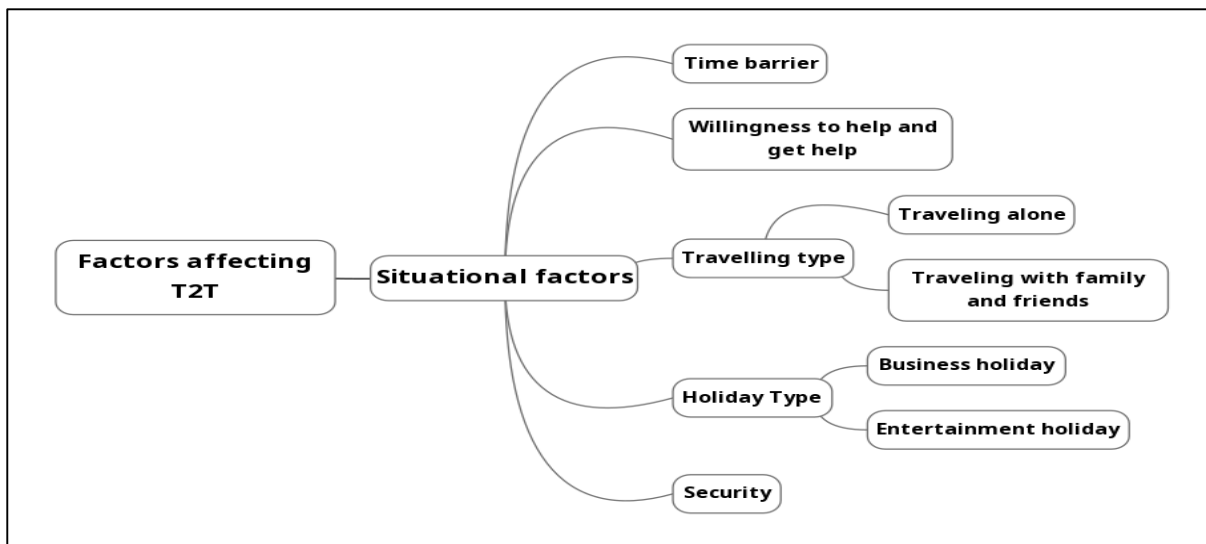 Factors affecting
T2T
Situational factors
Time barrier
Willingness to help and
get help
Travelling type
Traveling alone
Traveling with family
and friends
Holiday Type
Business holiday
Entertainment holiday
Security